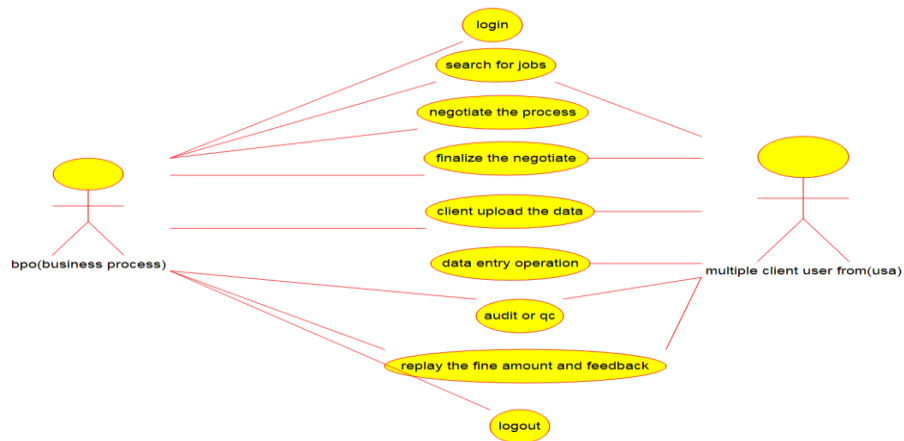 login
search for jobs
negotiate the process
finalize the negotiate
client upload the data
data entry operation
bpo(business process)
multiple client user from(usa)
audit or qc
replay the fine amount and feedback
logout